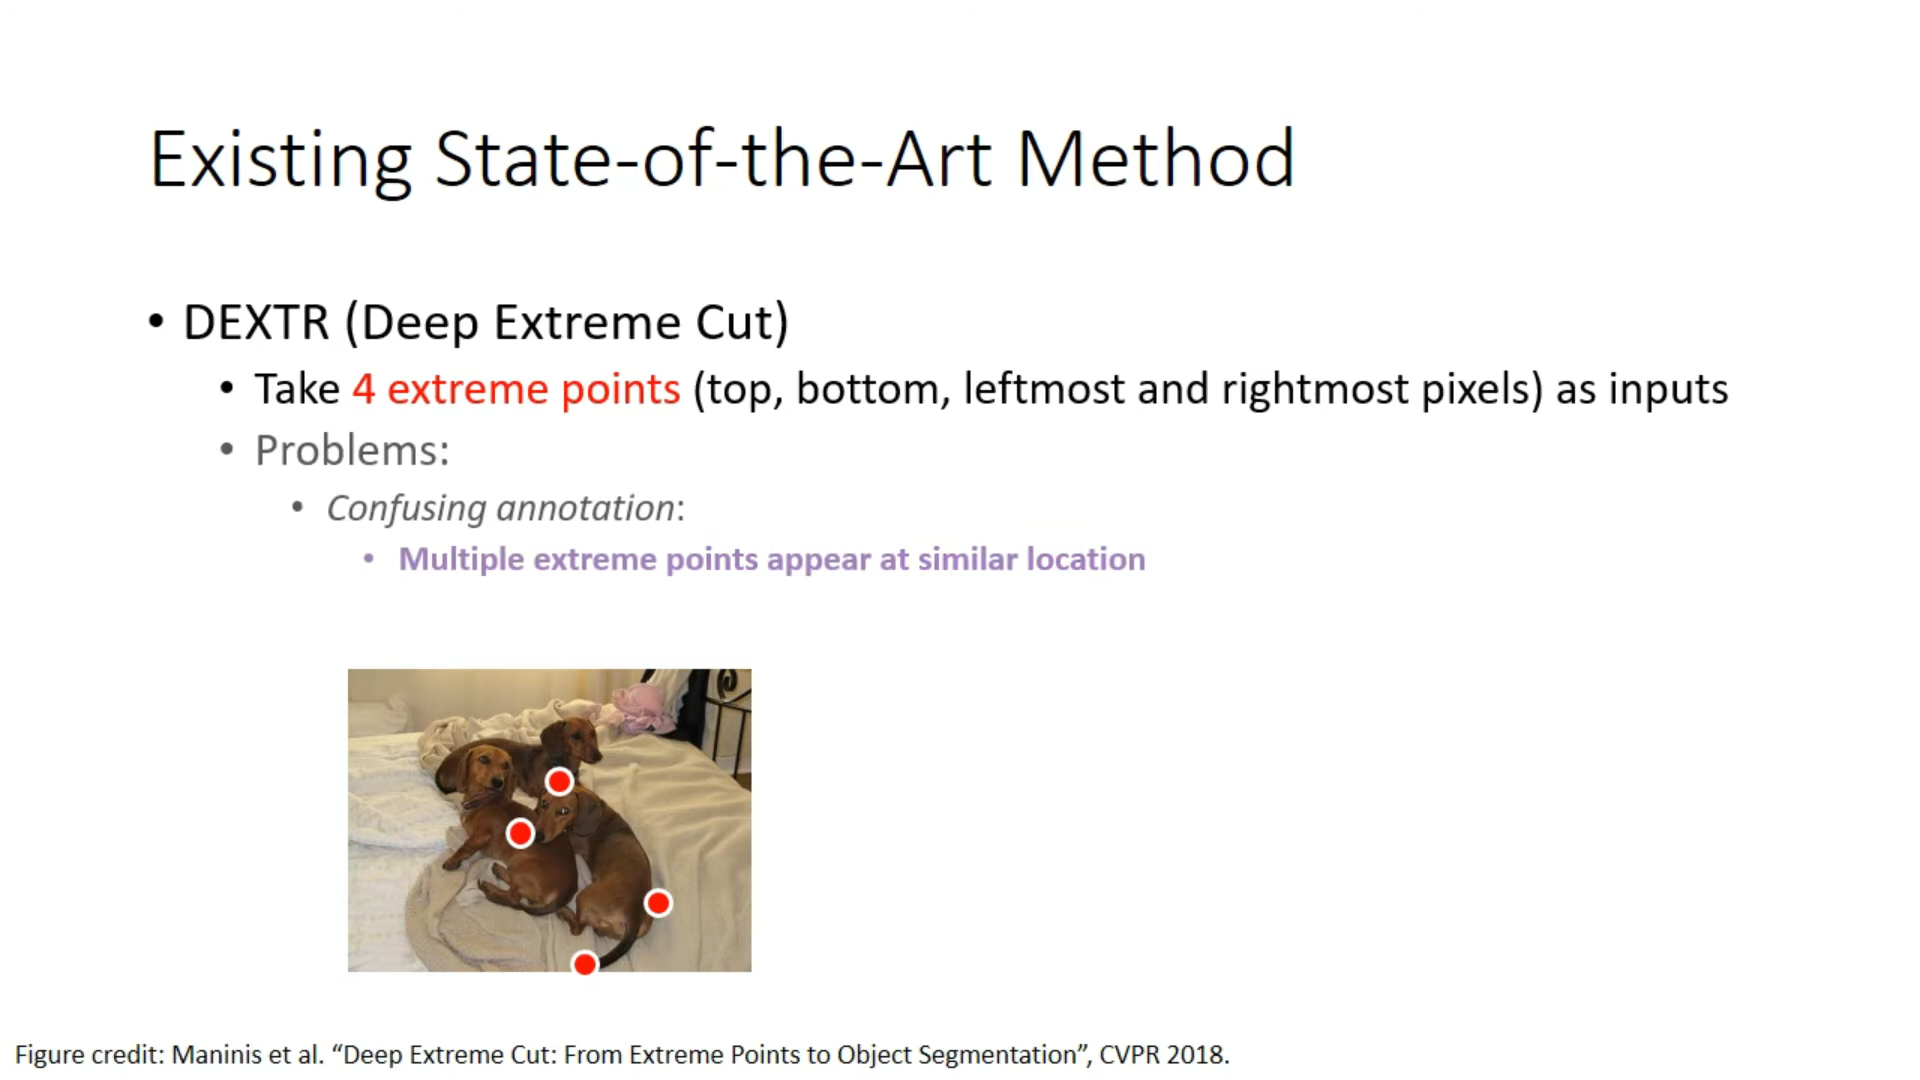 Existing State-of-the-Art Method
• DEXTR (Deep Extreme Cut)
• Take 4 extreme points (top, bottom, leftmost and rightmost pixels) as inputs
• Problems:
• Confusing annotation:
• Multiple extreme points appear at similar location
Figure credit: Maninis et al. “Deep Extreme Cut: From Extreme Points to Object Segmentation”, CVPR 2018.